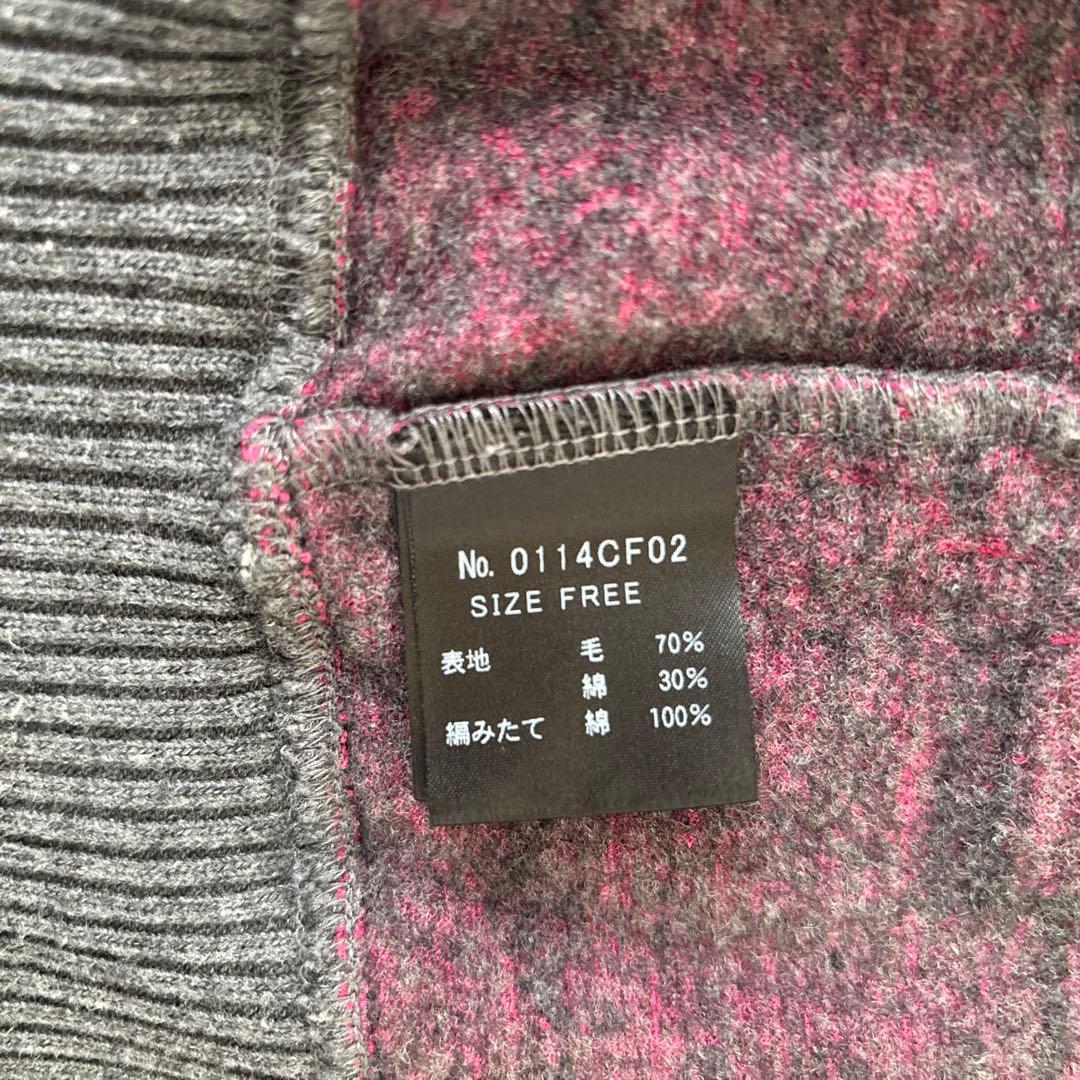 No. 0114CF02
SIZE FREE
表地 毛 70%
綿 30%
編みたて 綿 100%